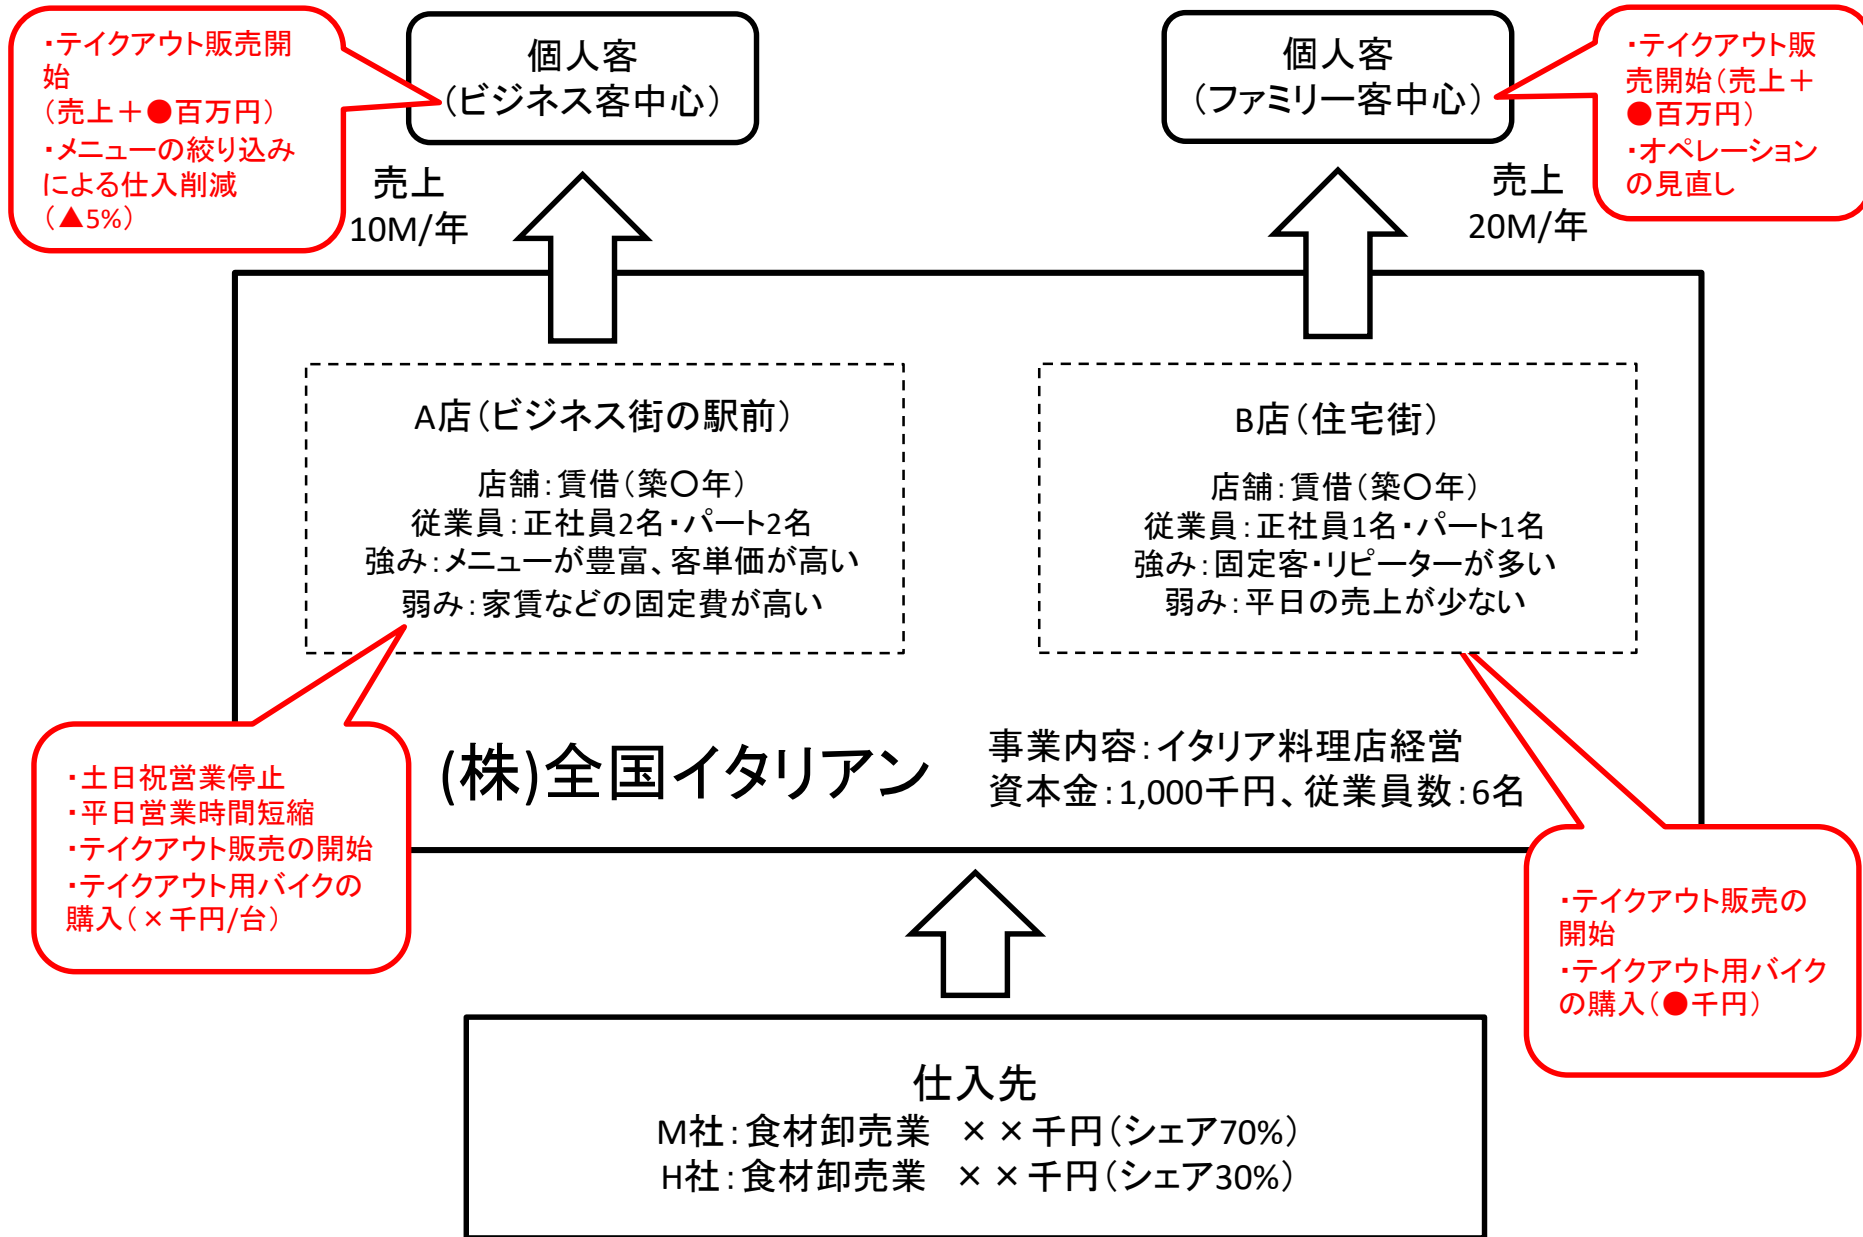 ・テイクアウト販売開
始
(売上+●百万円)
・メニューの絞り込み
による仕入削減
(▲5%)
個人客
(ビジネス客中心)
売上
10M/年
個人客
(ファミリー客中心)
売上
20M/年
・テイクアウト販
売開始(売上+
●百万円)
・オペレーション
の見直し
A店(ビジネス街の駅前)
店舗:賃借(築〇年)
従業員:正社員2名・パート2名
強み:メニューが豊富、客単価が高い
弱み:家賃などの固定費が高い
B店(住宅街)
店舗:賃借(築〇年)
従業員:正社員1名・パート1名
強み:固定客・リピーターが多い
弱み:平日の売上が少ない
・土日祝営業停止
・平日営業時間短縮
・テイクアウト販売の開始
・テイクアウト用バイクの
購入(×千円/台)
(株)全国イタリアン
事業内容:イタリア料理店経営
資本金:1,000千円、従業員数:6名
・テイクアウト販売の
開始
・テイクアウト用バイク
の購入(●千円)
仕入先
M社:食材卸売業 ××千円(シェア70%)
H社:食材卸売業 ××千円(シェア30%)